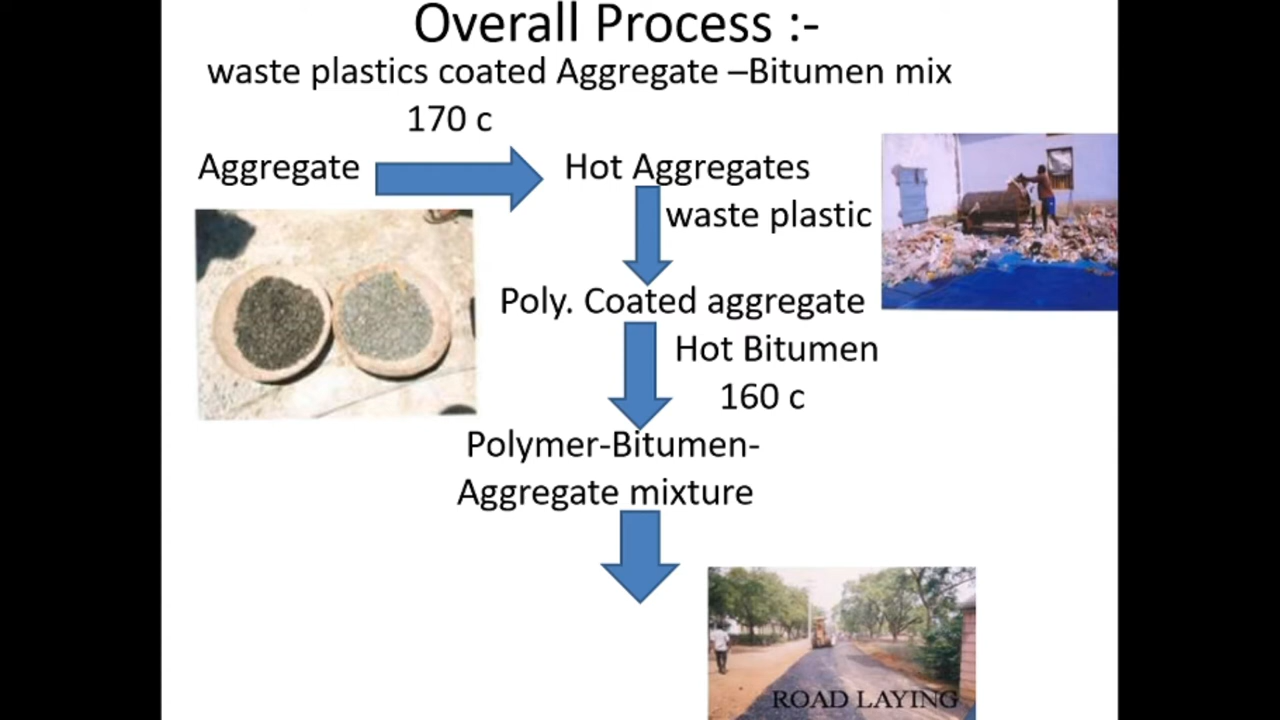 Overall Process :-
waste plastics coated Aggregate –Bitumen mix
170 c
Aggregate
Hot Aggregates
waste plastic
Poly. Coated aggregate
Hot Bitumen
160 c
Polymer-Bitumen-
Aggregate mixture
ROAD LAYING